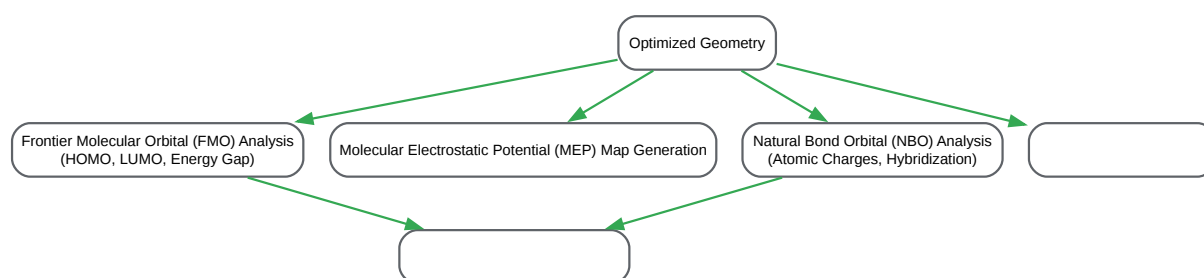 Optimized Geometry
Frontier Molecular Orbital (FMO) Analysis
(HOMO, LUMO, Energy Gap)
Molecular Electrostatic Potential (MEP) Map Generation
Natural Bond Orbital (NBO) Analysis
(Atomic Charges, Hybridization)